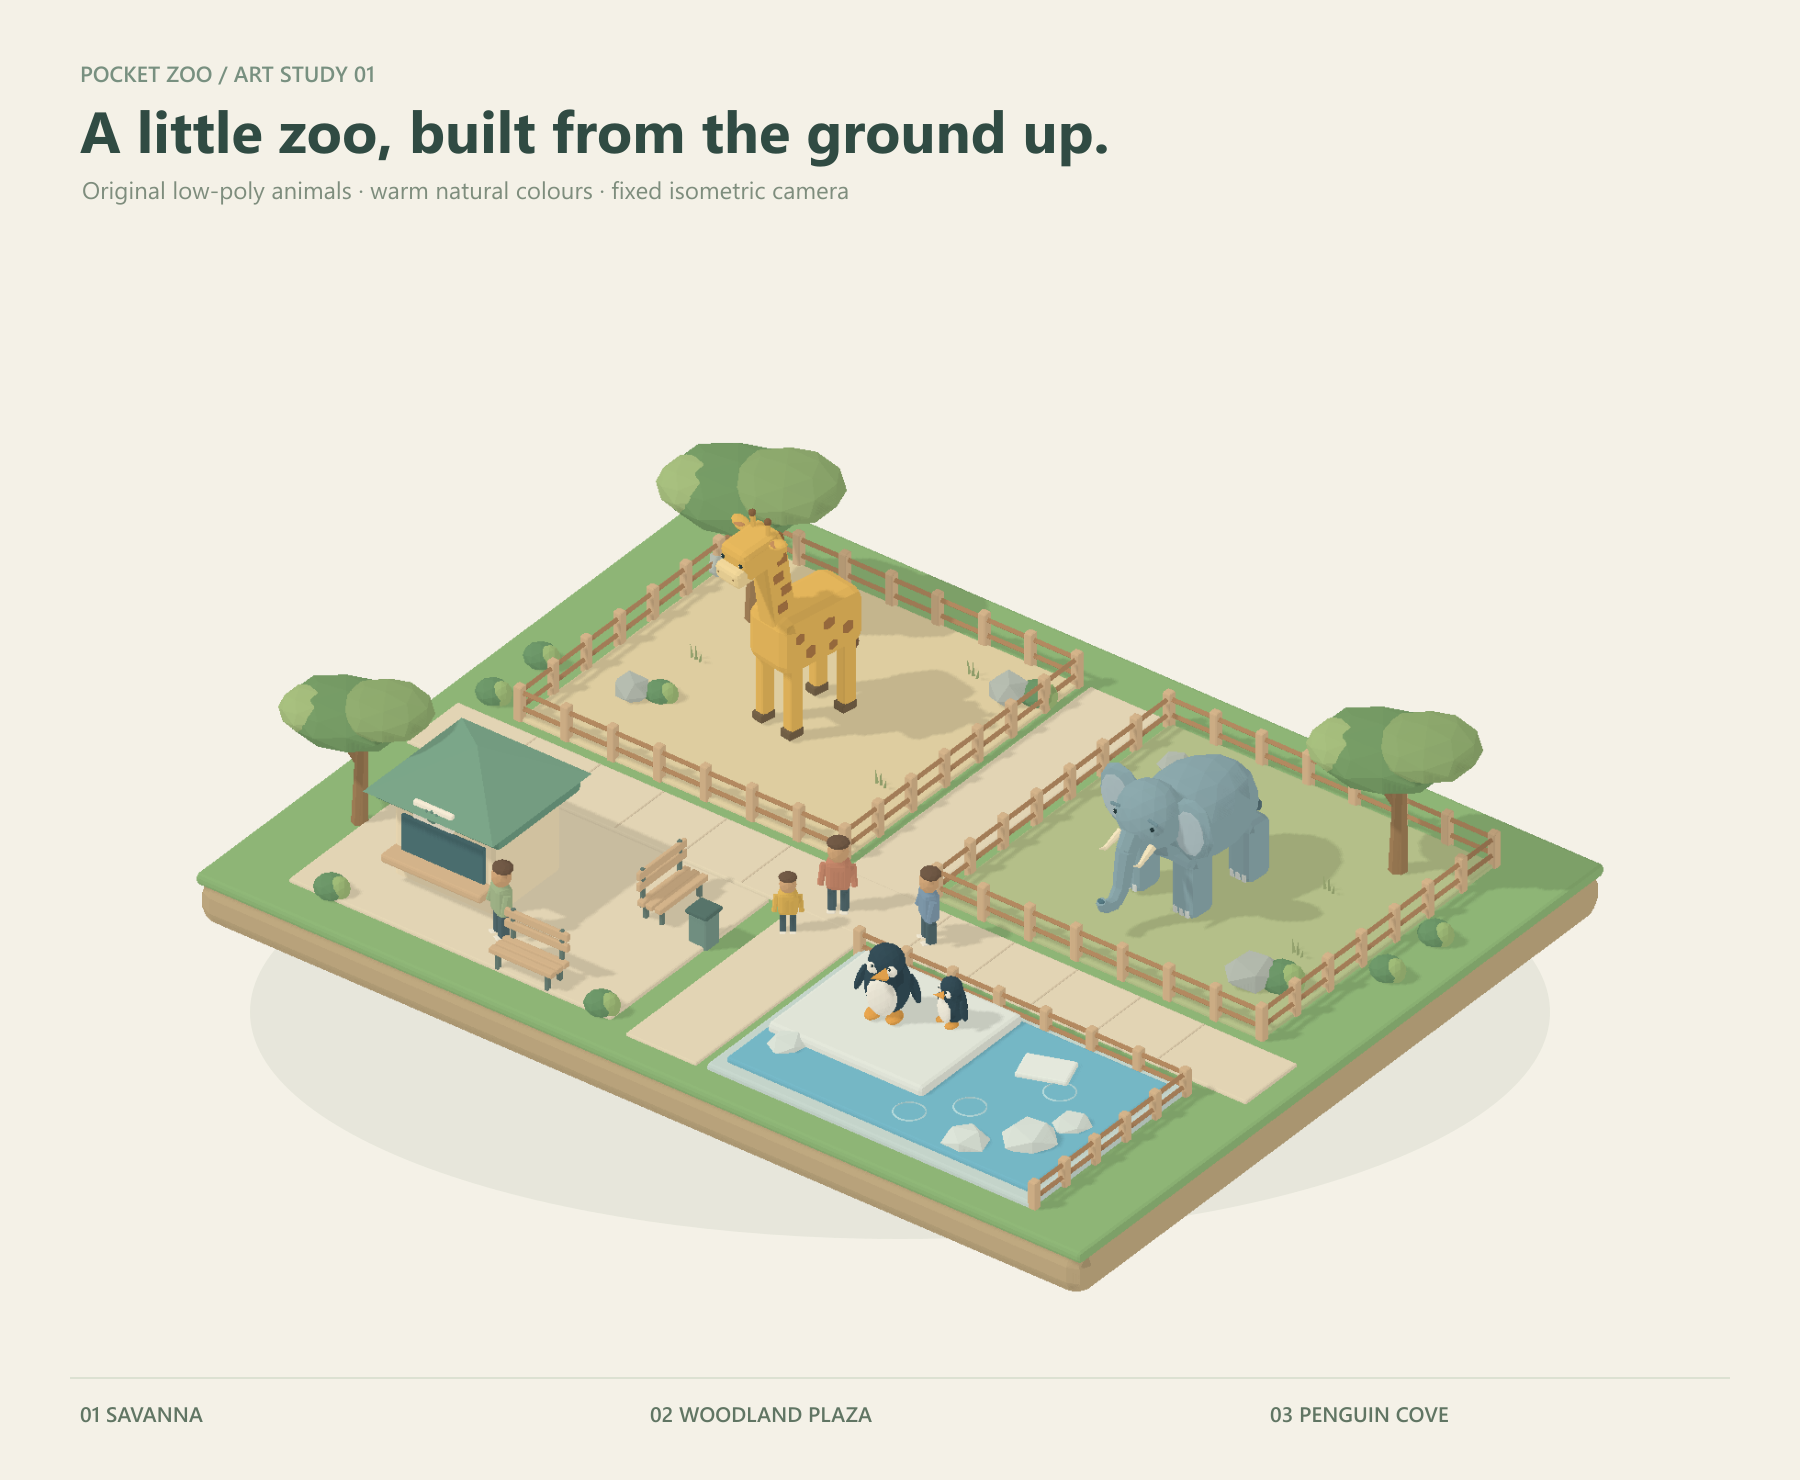 POCKET ZOO / ART STUDY 01
A little zoo, built from the ground up.
Original low-poly animals · warm natural colours · fixed isometric camera
01 SAVANNA
02 WOODLAND PLAZA
03 PENGUIN COVE